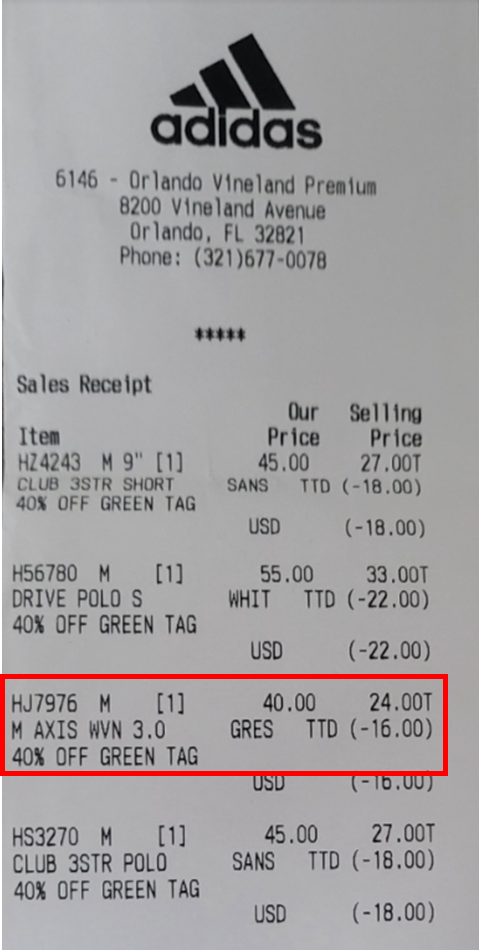 adidas
6146 - Orlando Vineland Premium
8200 Vineland Avenue
Orlando, FL 32821
Phone: (321)677-0078
*****
Sales Receipt
Our Selling
Item Price Price
HZ4243 M 9" [1] 45.00 27.00T
CLUB 3STR SHORT SANS TTD (-18.00)
40% OFF GREEN TAG
USD (-18.00)
H56780 M [1] 55.00 33.00T
DRIVE POLO S WHIT TTD (-22.00)
40% OFF GREEN TAG
USD (-22.00)
HJ7976 M [1] 40.00 24.00T
M AXIS WVN 3.0 GRES TTD (-16.00)
40% OFF GREEN TAG
USD (-16.00)
HS3270 M [1] 45.00 27.00T
CLUB 3STR POLO SANS TTD (-18.00)
40% OFF GREEN TAG
USD (-18.00)